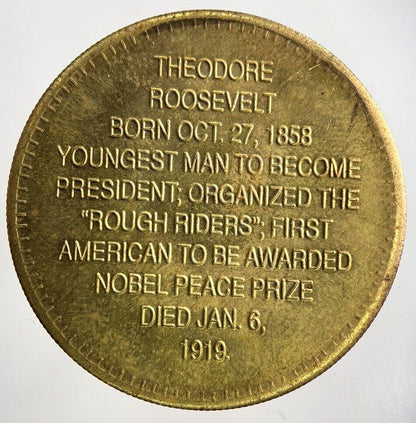 THEODORE
ROOSEVELT
BORN OCT. 27, 1858
YOUNGEST MAN TO BECOME
PRESIDENT; ORGANIZED THE
"ROUGH RIDERS"; FIRST
AMERICAN TO BE AWARDED
NOBEL PEACE PRIZE
DIED JAN. 6,
1919.